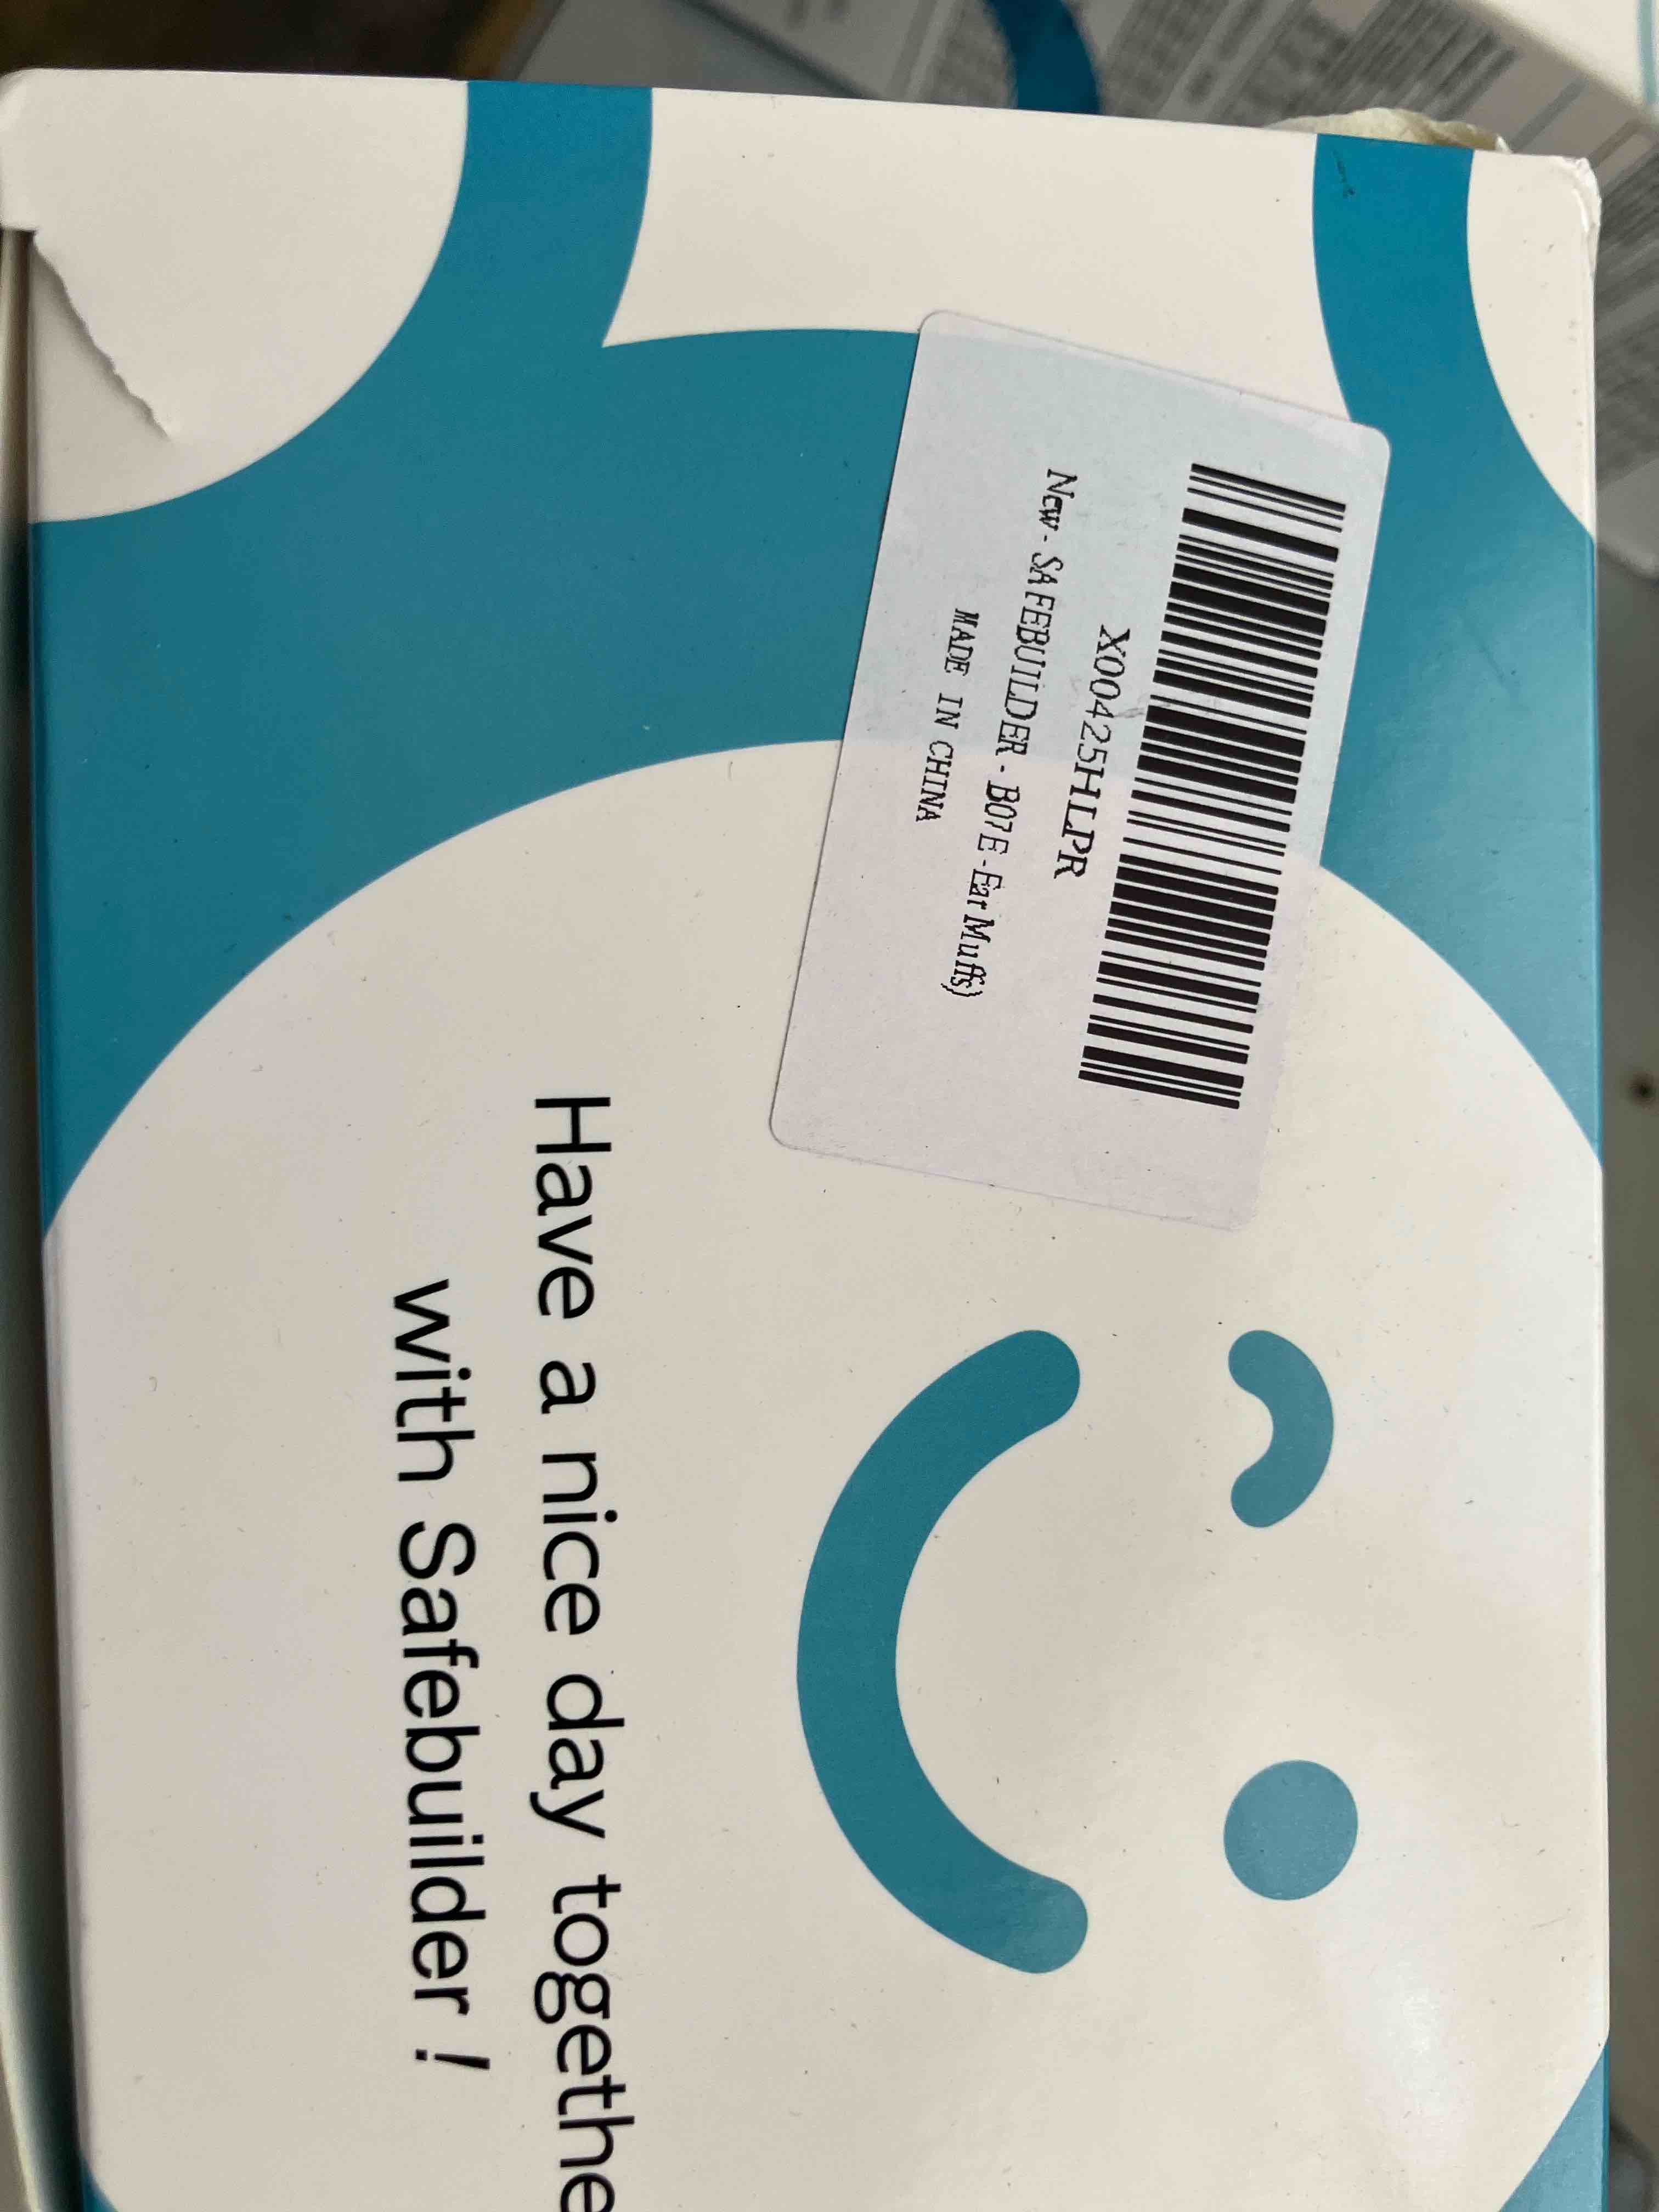 X00425HLPR
New - SAFEBUILDER - B07E - Ear Muffs)
MADE IN CHINA
Have a nice day togethe
with Safebuilder !